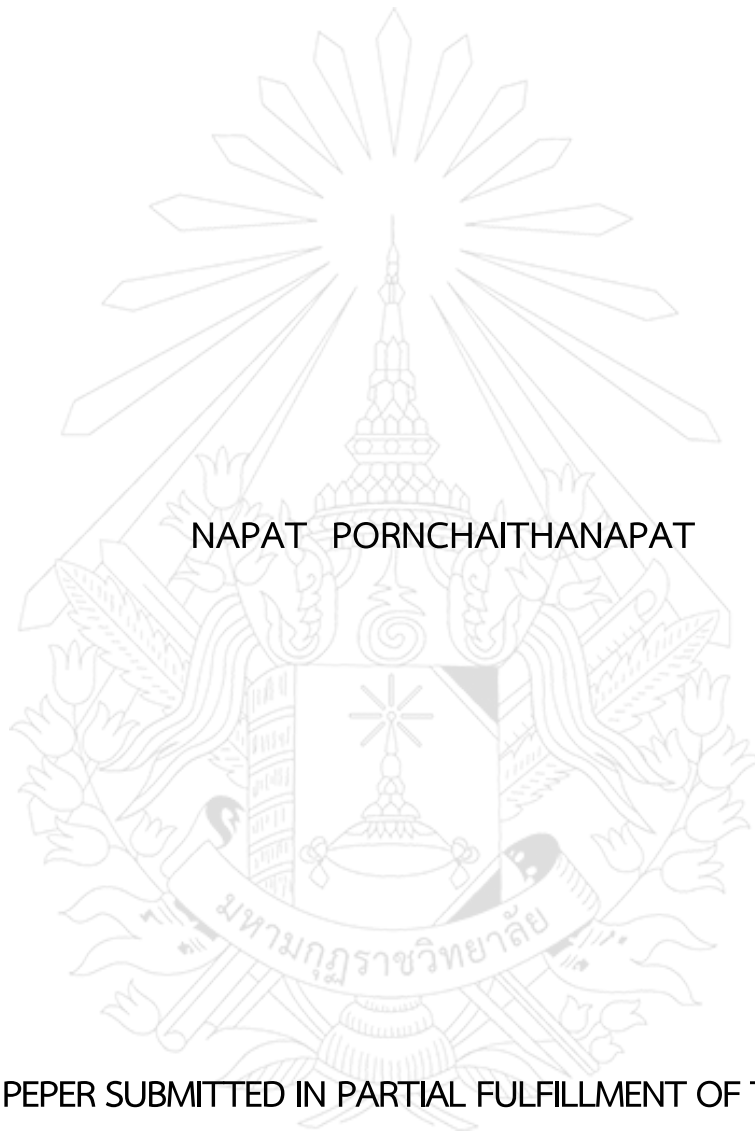 NAPAT PORNCHAITHANAPAT
มหามกุฏราชวิทยาลัย
PEPER SUBMITTED IN PARTIAL FULFILLMENT OF T